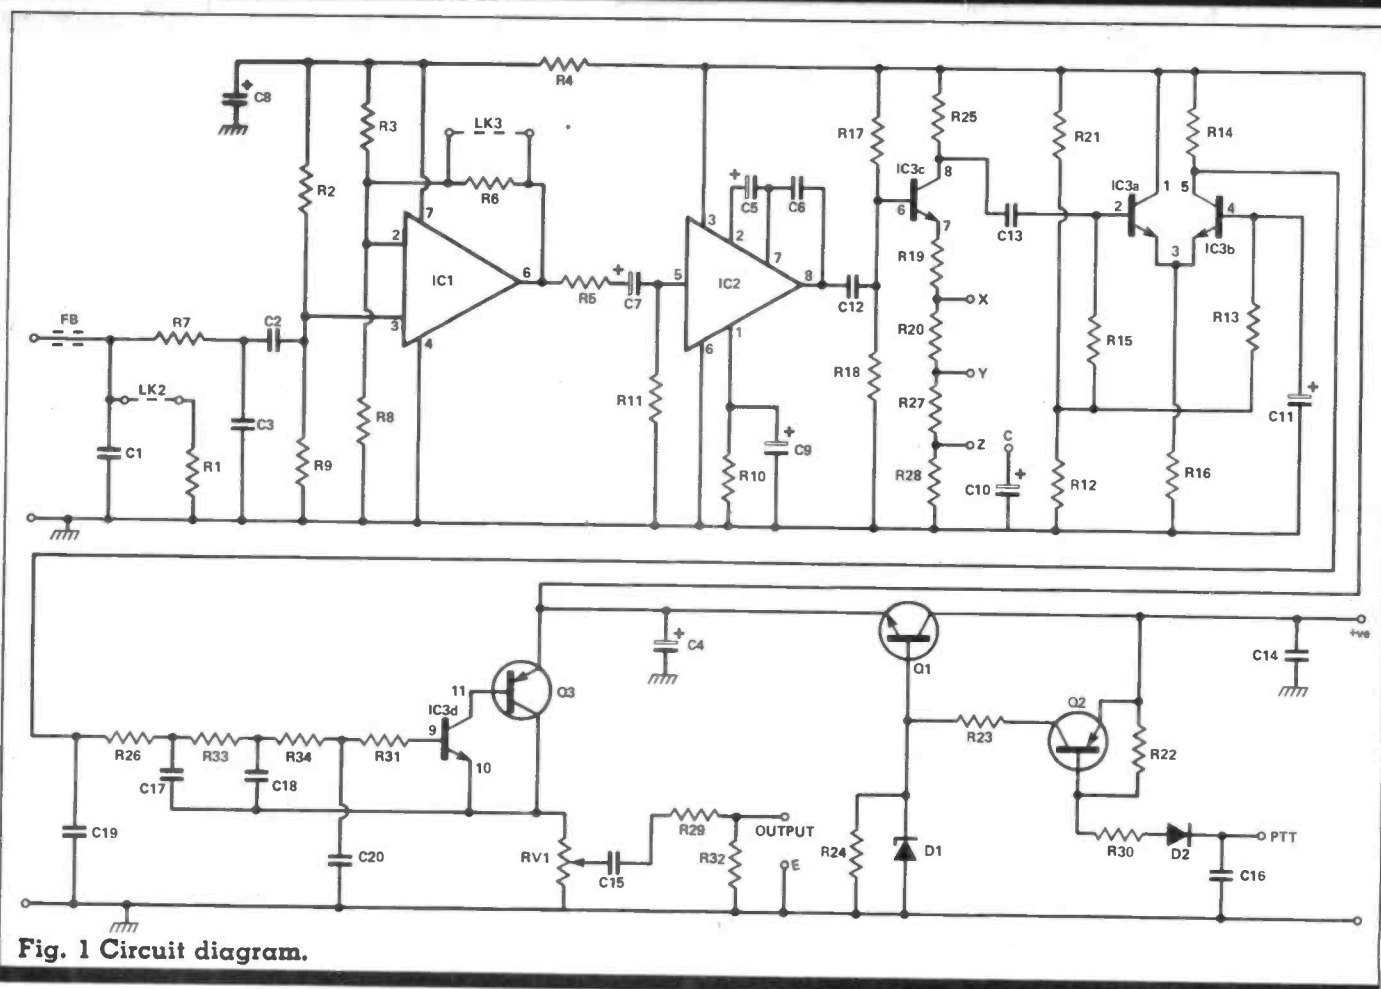 R4
C8
R3
LK3
R17
R25
R21
R14
R2
R6
C5
C6
IC3c
8
IC3a
1
5
7
3
2
6
7
2
4
2
IC1
6
R5
C7
5
IC2
7
8
C12
C13
R19
3
IC3b
FB
R7
C2
3
4
1
6
X
R20
R15
R13
LK2
R11
R18
Y
R27
C11
C3
R8
C
C1
R1
R9
R10
C9
Z
R28
C10
R12
R16
+ve
C4
Q1
C14
11
Q3
Q2
IC3d
9
R26
R33
R34
R31
10
R23
R22
C17
C18
C19
C20
RV1
C15
R29
OUTPUT
R32
E
R24
D1
R30
D2
PTT
C16
Fig. 1 Circuit diagram.